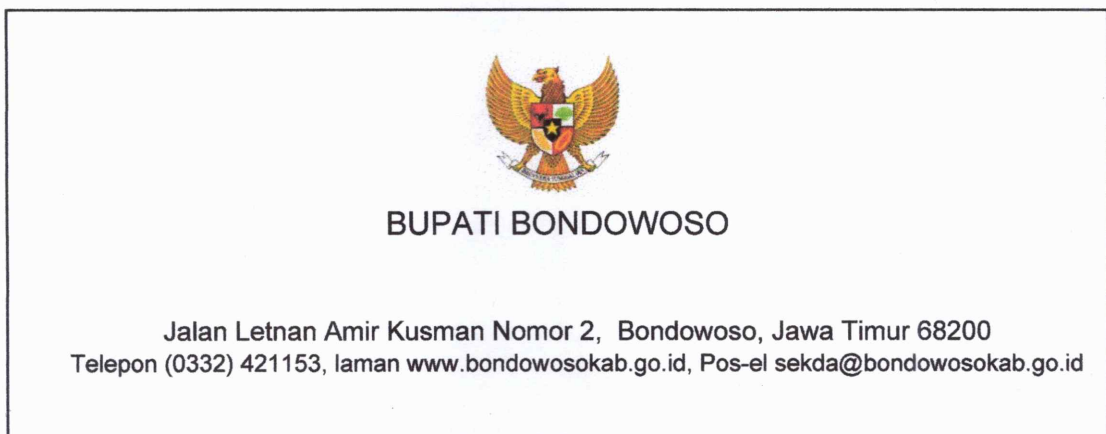 BUPATI BONDOWOSO
Jalan Letnan Amir Kusman Nomor 2, Bondowoso, Jawa Timur 68200
Telepon (0332) 421153, laman www.bondowosokab.go.id, Pos-el sekda@bondowosokab.go.id